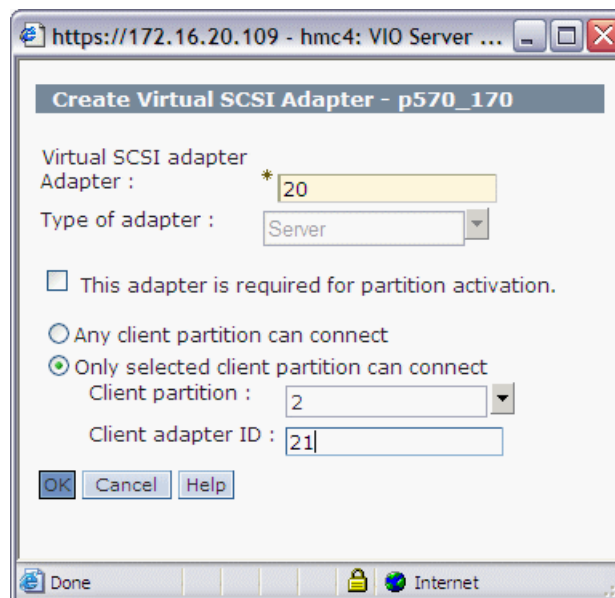 https://172.16.20.109 - hmc4: VIO Server ...
Create Virtual SCSI Adapter - p570_170
Virtual SCSI adapter
Adapter : * 20
Type of adapter : Server
This adapter is required for partition activation.
Any client partition can connect
Only selected client partition can connect
Client partition : 2
Client adapter ID : 21
OK Cancel Help
Done Internet